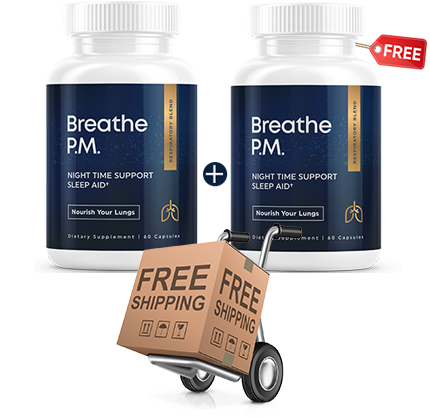 Breathe
P.M.
RESPIRATORY BLEND
NIGHT TIME SUPPORT
SLEEP AID†
Nourish Your Lungs
Dietary Supplement | 60 Capsules
+
FREE
Breathe
P.M.
RESPIRATORY BLEND
NIGHT TIME SUPPORT
SLEEP AID†
Nourish Your Lungs
Dietary Supplement | 60 Capsules
FREE
SHIPPING
FREE
SHIPPING